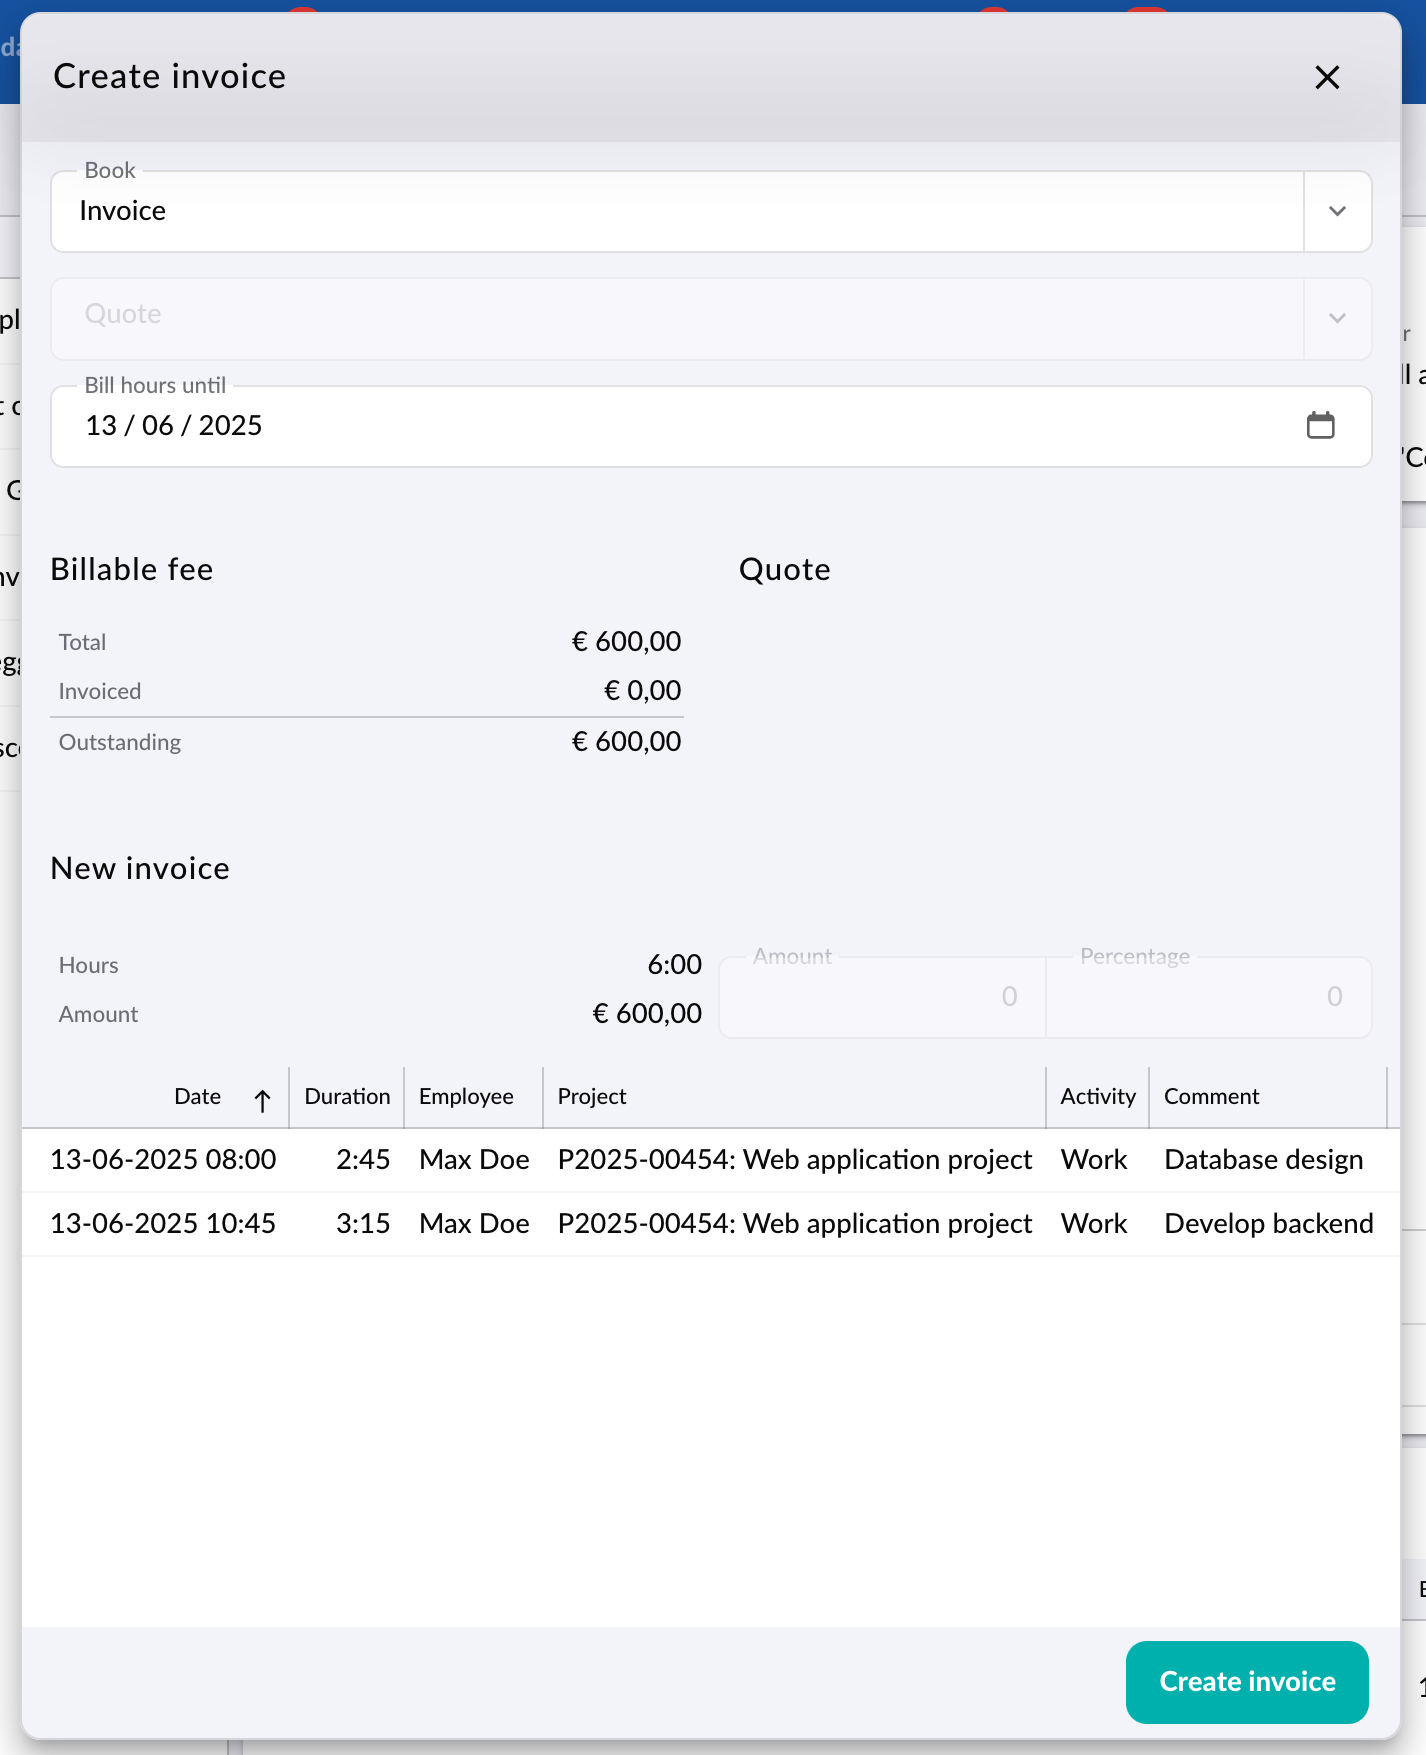 Create invoice
Book
Invoice
Quote
Bill hours until
13 / 06 / 2025
Billable fee
Quote
Total € 600,00
Invoiced € 0,00
Outstanding € 600,00
New invoice
Hours 6:00
Amount € 600,00
Amount Percentage
0 0
Date Duration Employee Project Activity Comment
13-06-2025 08:00 2:45 Max Doe P2025-00454: Web application project Work Database design
13-06-2025 10:45 3:15 Max Doe P2025-00454: Web application project Work Develop backend
Create invoice